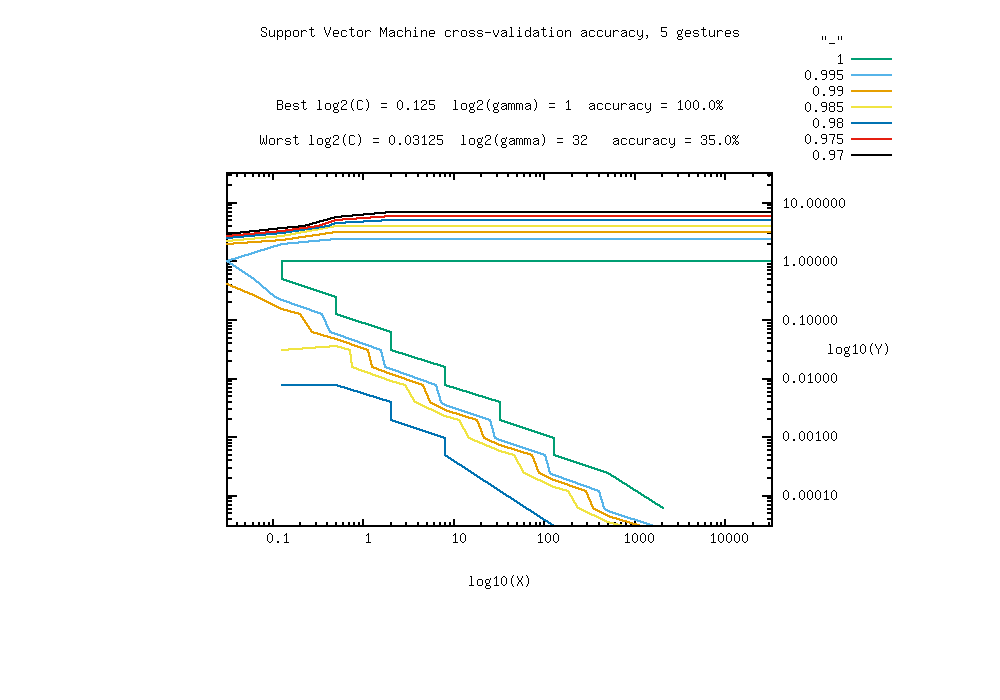 Support Vector Machine cross-validation accuracy, 5 gestures
"_"
1
0.995
0.99
0.985
0.98
0.975
0.97
Best log2(C) = 0.125  log2(gamma) = 1  accuracy = 100.0%
Worst log2(C) = 0.03125  log2(gamma) = 32   accuracy = 35.0%
10.00000
1.00000
0.10000
log10(Y)
0.01000
0.00100
0.00010
0.1 1 10 100 1000 10000
log10(X)